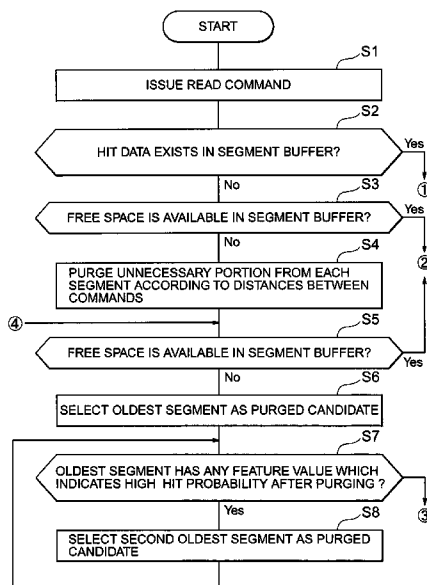 START
S1
ISSUE READ COMMAND
S2
HIT DATA EXISTS IN SEGMENT BUFFER?
Yes
①
No
S3
FREE SPACE IS AVAILABLE IN SEGMENT BUFFER?
Yes
②
No
S4
PURGE UNNECESSARY PORTION FROM EACH
SEGMENT ACCORDING TO DISTANCES BETWEEN
COMMANDS
④
S5
FREE SPACE IS AVAILABLE IN SEGMENT BUFFER?
Yes
No
S6
SELECT OLDEST SEGMENT AS PURGED CANDIDATE
S7
OLDEST SEGMENT HAS ANY FEATURE VALUE WHICH
INDICATES HIGH HIT PROBABILITY AFTER PURGING ?
③
Yes
S8
SELECT SECOND OLDEST SEGMENT AS PURGED
CANDIDATE